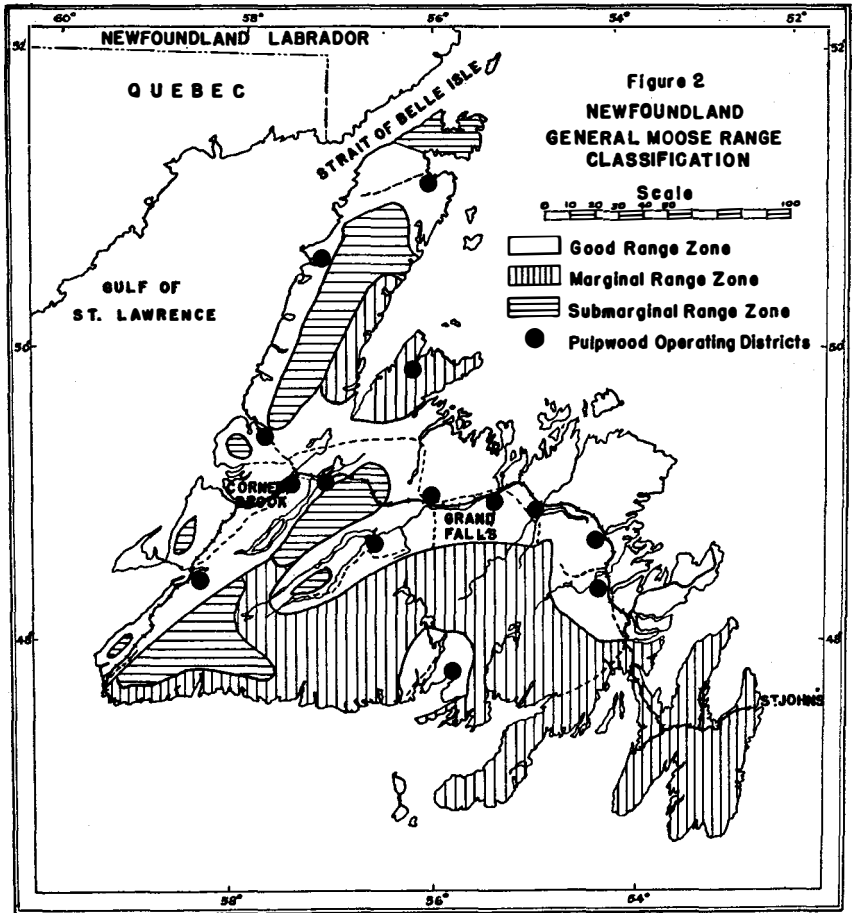 60° 58° 56° 54° 52°
52 52
NEWFOUNDLAND LABRADOR
QUEBEC
STRAIT OF BELLE ISLE
Figure 2
NEWFOUNDLAND
GENERAL MOOSE RANGE
CLASSIFICATION
Scale
0 10 20 30 40 50 100
Good Range Zone
Marginal Range Zone
Submarginal Range Zone
Pulpwood Operating Districts
GULF OF
ST. LAWRENCE
50 50
CORNER
BROOK
GRAND
FALLS
48 48
ST. JOHN'S
58° 56° 54°